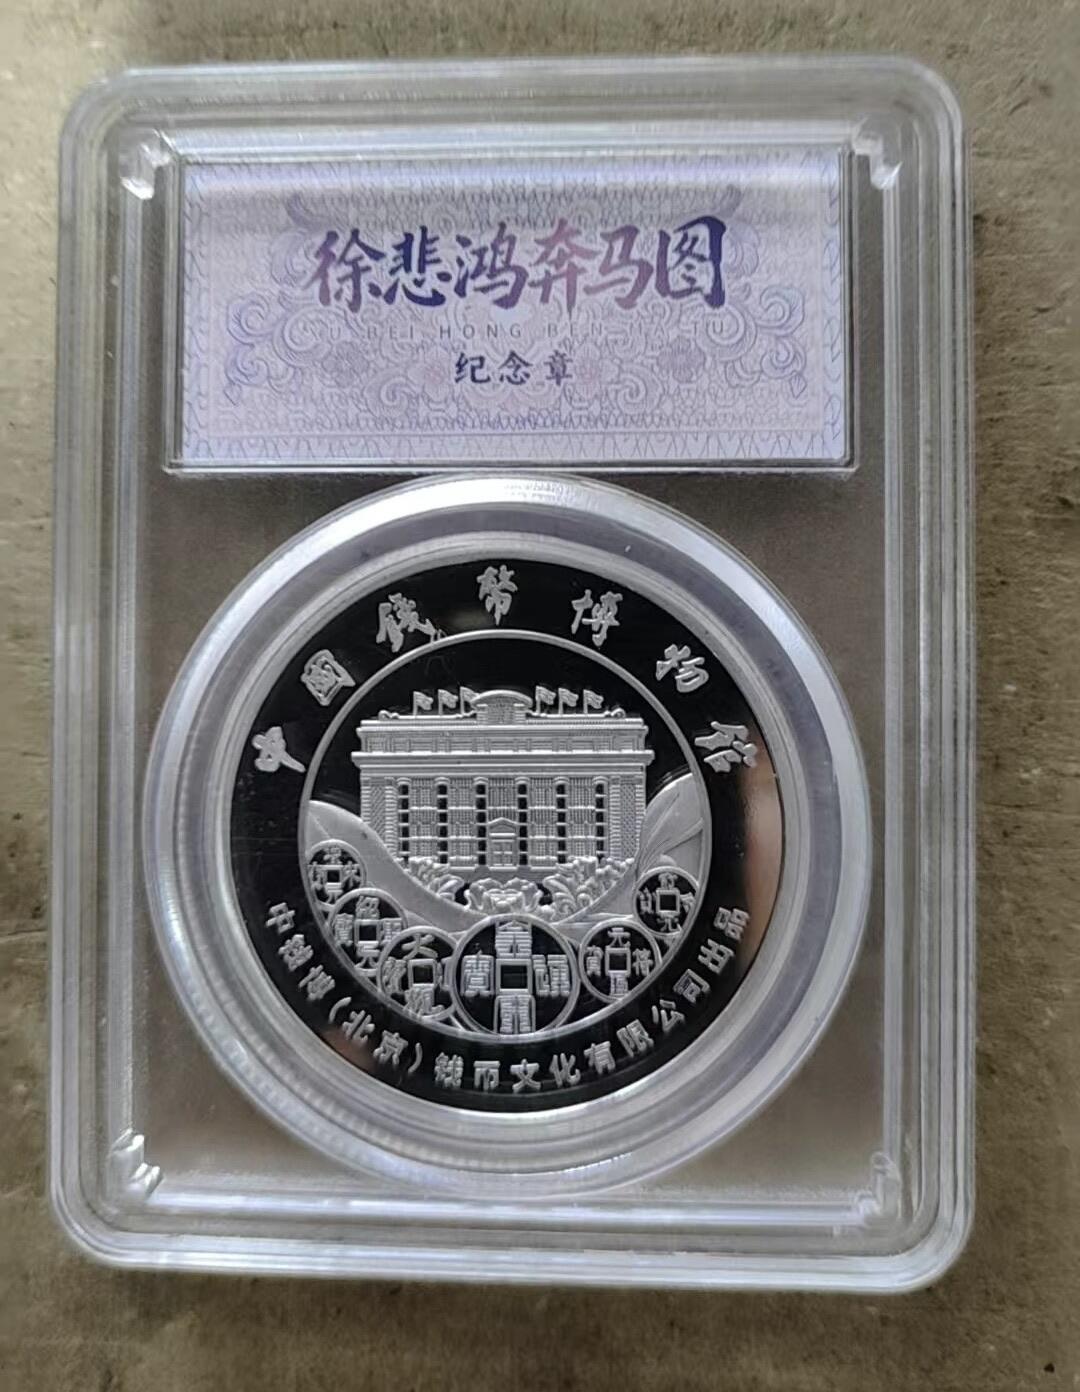 徐悲鸿奔马图
XU BEI HONG BEN MA TU
纪念章
中國錢幣博物館
中钱博（北京）钱币文化有限公司出品